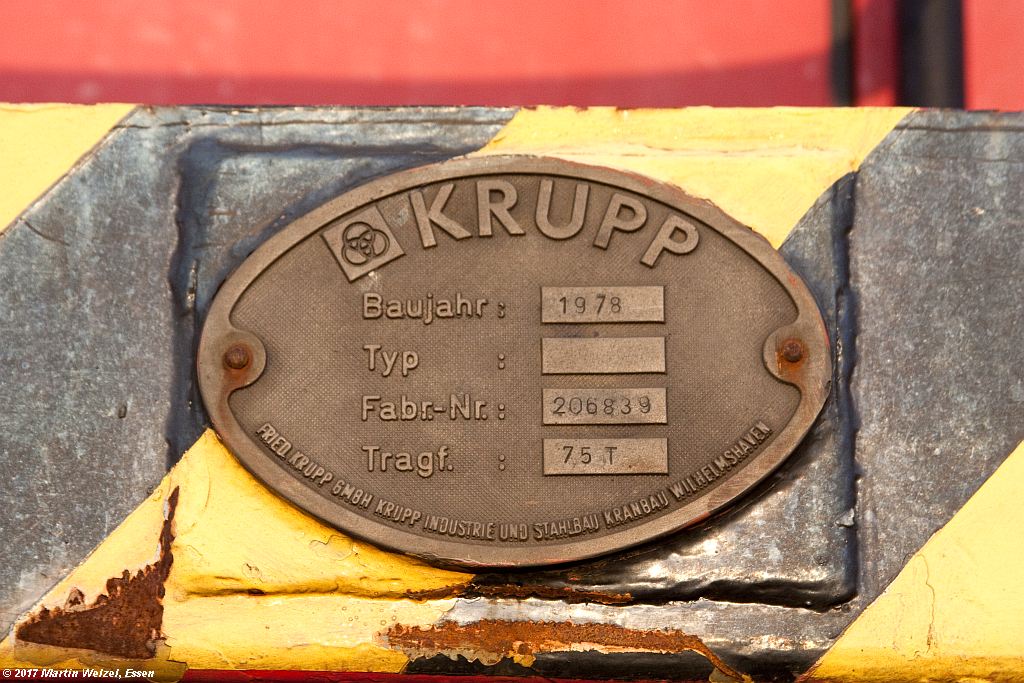 KRUPP
Baujahr : 1978
Typ :
Fabr.-Nr. : 206839
Tragf. : 75 T
FRIED. KRUPP GMBH KRUPP INDUSTRIE UND STAHLBAU KRANBAU WILHELMSHAVEN
© 2017 Martin Welzel, Essen